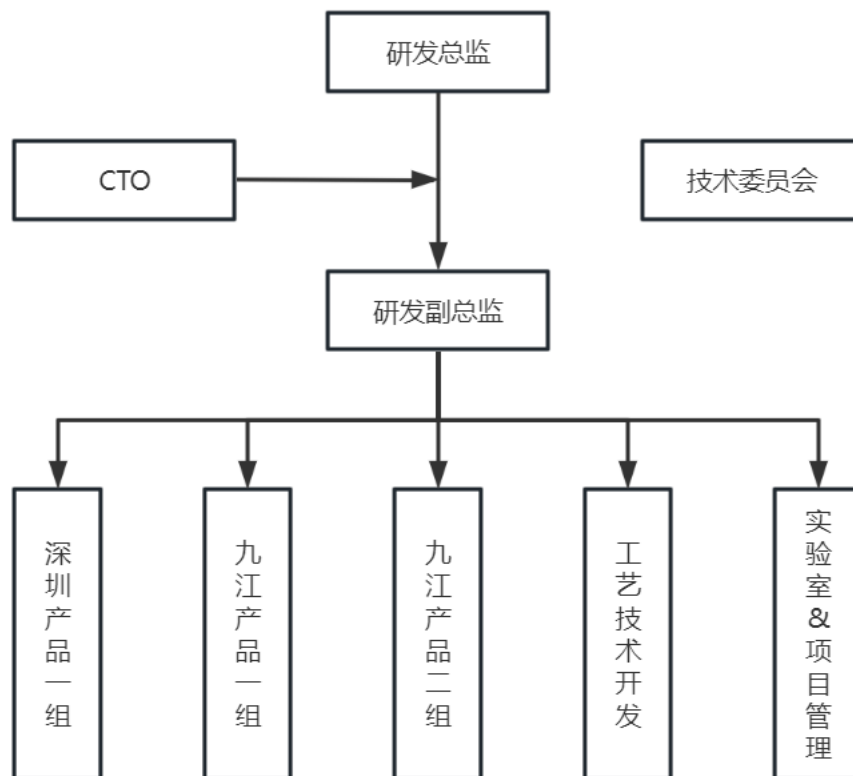 研发总监
CTO
技术委员会
研发副总监
深圳产品一组
九江产品一组
九江产品二组
工艺技术开发
实验室&项目管理